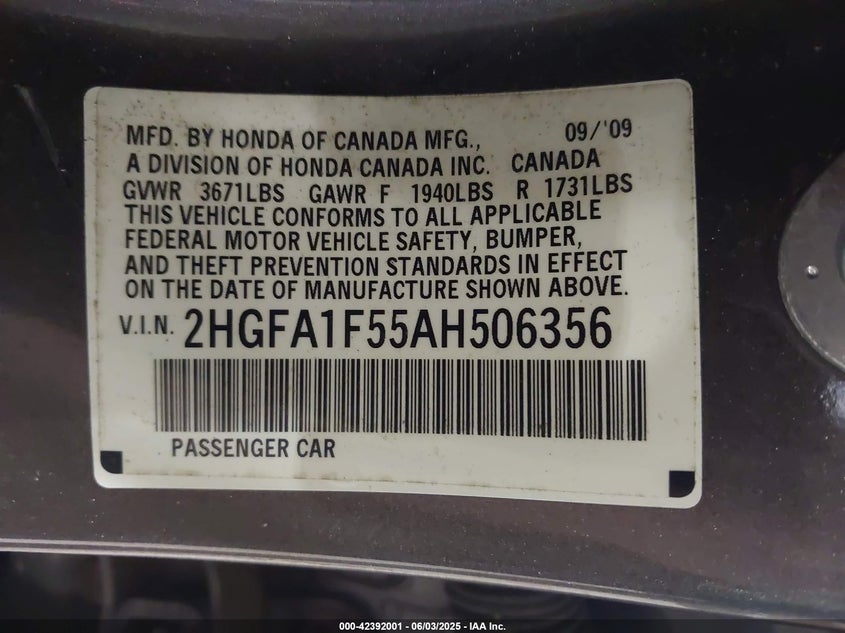 MFD. BY HONDA OF CANADA MFG., 09/'09
A DIVISION OF HONDA CANADA INC. CANADA
GVWR 3671LBS GAWR F 1940LBS R 1731LBS
THIS VEHICLE CONFORMS TO ALL APPLICABLE
FEDERAL MOTOR VEHICLE SAFETY, BUMPER,
AND THEFT PREVENTION STANDARDS IN EFFECT
ON THE DATE OF MANUFACTURE SHOWN ABOVE.
V.I.N. 2HGFA1F55AH506356
PASSENGER CAR
000-42392001 - 06/03/2025 - IAA Inc.